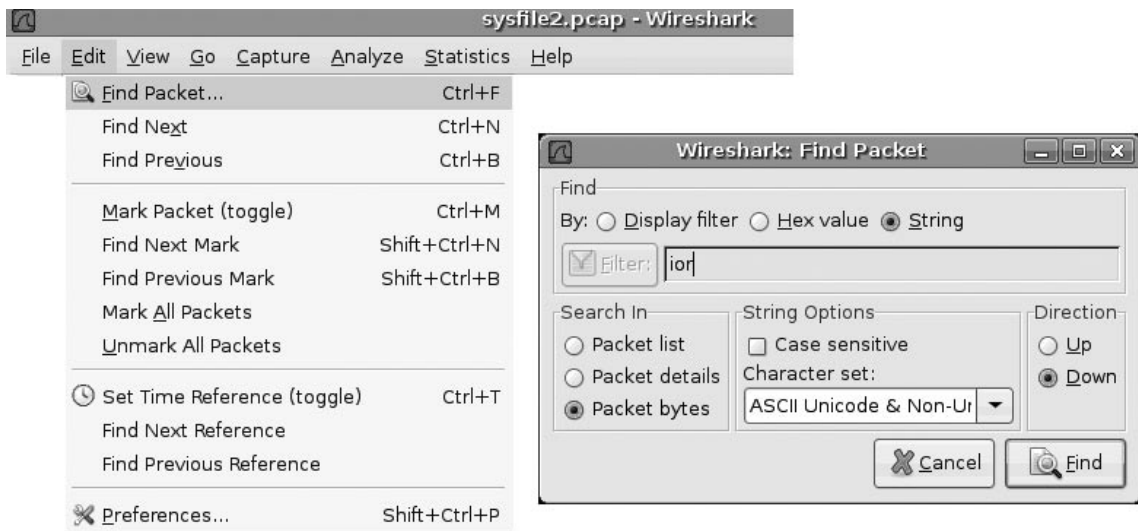 sysfile2.pcap - Wireshark
File Edit View Go Capture Analyze Statistics Help
Find Packet... Ctrl+F
Find Next Ctrl+N
Find Previous Ctrl+B
Mark Packet (toggle) Ctrl+M
Find Next Mark Shift+Ctrl+N
Find Previous Mark Shift+Ctrl+B
Mark All Packets
Unmark All Packets
Set Time Reference (toggle) Ctrl+T
Find Next Reference
Find Previous Reference
Preferences... Shift+Ctrl+P
Wireshark: Find Packet
Find
By: Display filter Hex value String
Filter: ior
Search In
Packet list
Packet details
Packet bytes
String Options
Case sensitive
Character set:
ASCII Unicode & Non-Ur
Direction
Up
Down
Cancel Find